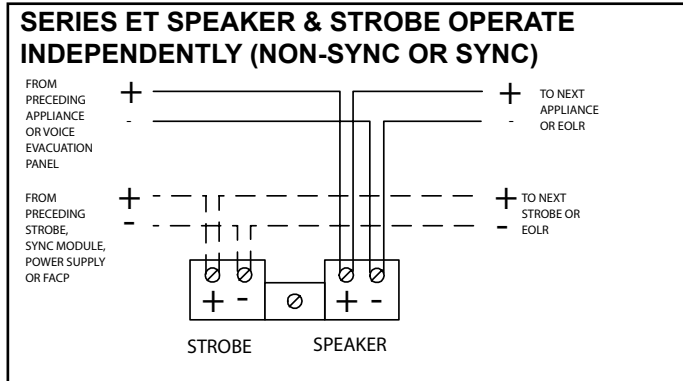 SERIES ET SPEAKER & STROBE OPERATE
INDEPENDENTLY (NON-SYNC OR SYNC)
FROM
PRECEDING
APPLIANCE
OR VOICE
EVACUATION
PANEL
+
-
+
-
TO NEXT
APPLIANCE
OR EOLR
FROM
PRECEDING
STROBE,
SYNC MODULE,
POWER SUPPLY
OR FACP
+
-
+
-
TO NEXT
STROBE OR
EOLR
+ -
+ -
STROBE
SPEAKER